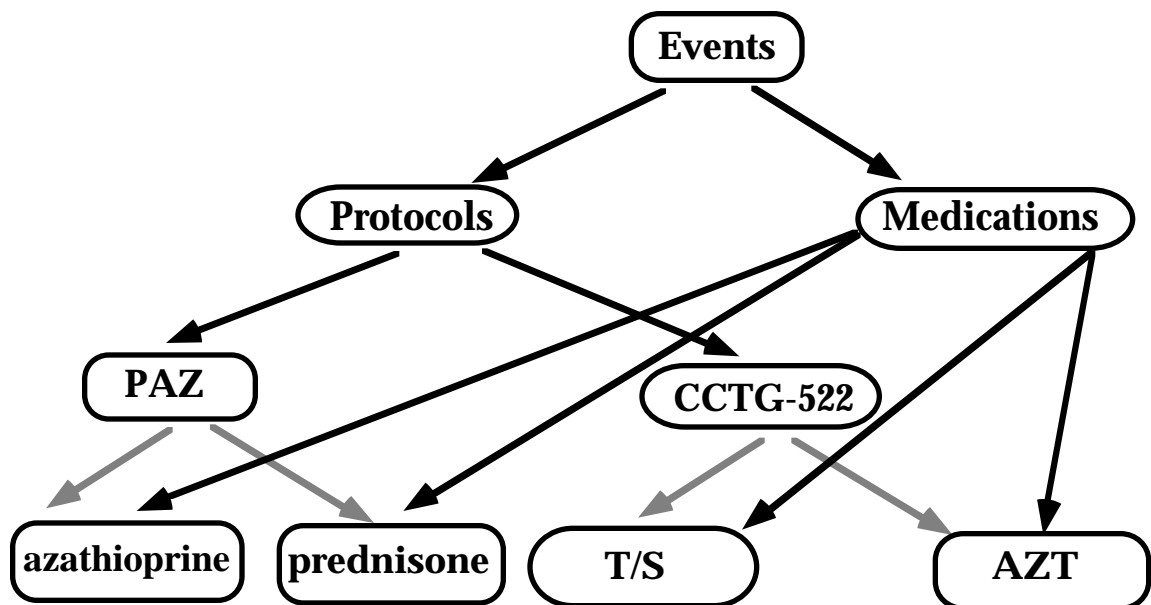 Events
Protocols
Medications
PAZ
CCTG-522
azathioprine
prednisone
T/S
AZT